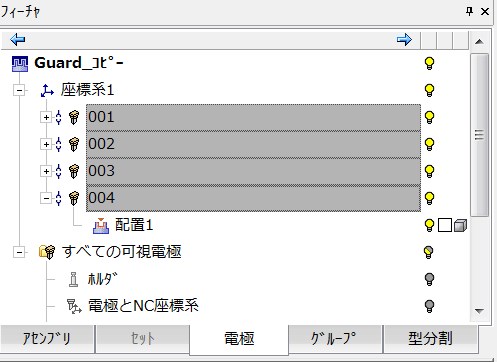 フィーチャ
Guard_ｺﾋﾟｰ
座標系1
001
002
003
004
配置1
すべての可視電極
ﾎﾙﾀﾞ
電極とNC座標系
ｱｾﾝﾌﾞﾘ
セット
電極
ｸﾞﾙｰﾌﾟ
型分割